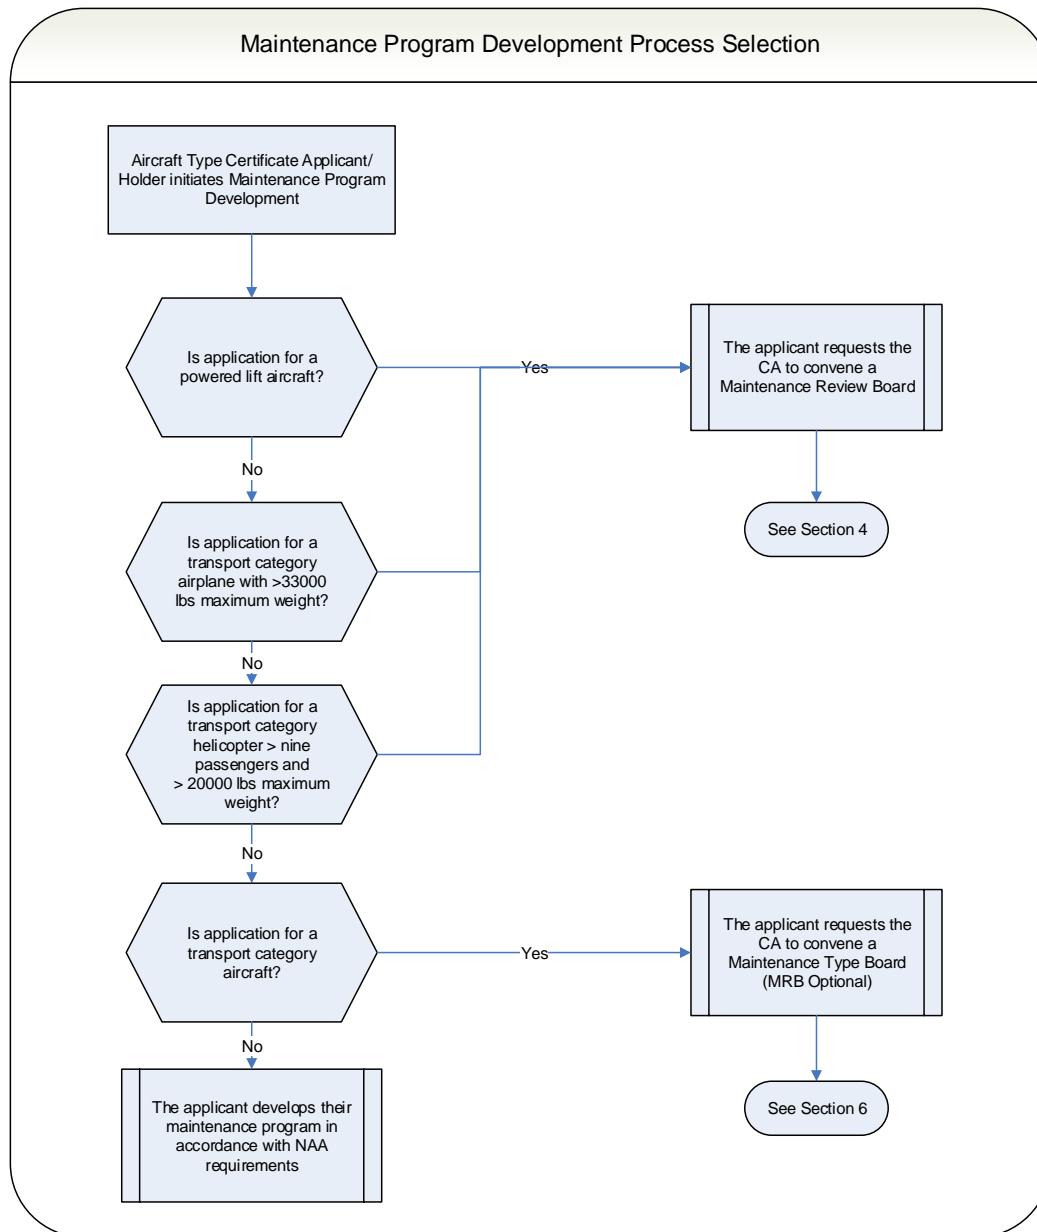 Maintenance Program Development Process Selection
Aircraft Type Certificate Applicant/
Holder initiates Maintenance Program
Development
Is application for a
powered lift aircraft?
Yes
The applicant requests the
CA to convene a
Maintenance Review Board
No
See Section 4
Is application for a
transport category
airplane with >33000
lbs maximum weight?
No
Is application for a
transport category
helicopter > nine
passengers and
> 20000 lbs maximum
weight?
No
Is application for a
transport category
aircraft?
Yes
The applicant requests the
CA to convene a
Maintenance Type Board
(MRB Optional)
No
See Section 6
The applicant develops their
maintenance program in
accordance with NAA
requirements